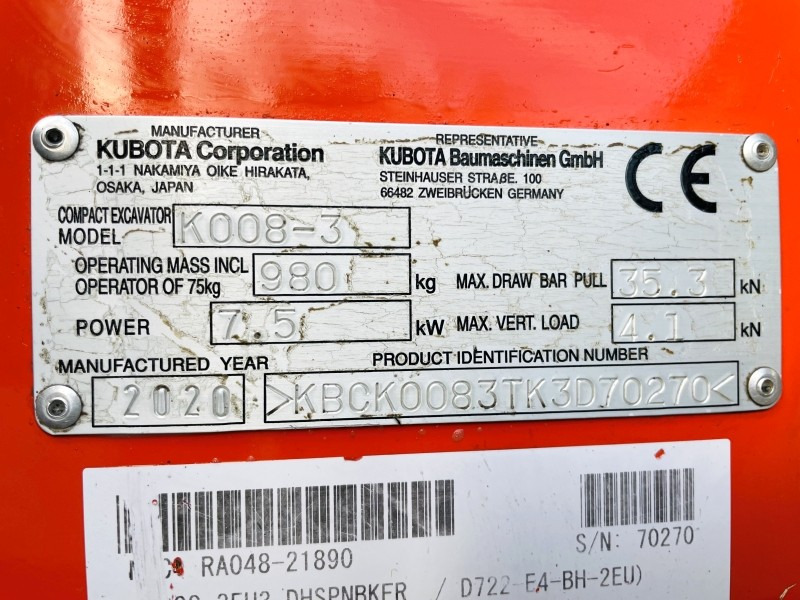 MANUFACTURER
KUBOTA Corporation
1-1-1 NAKAMIYA OIKE HIRAKATA,
OSAKA, JAPAN
REPRESENTATIVE
KUBOTA Baumaschinen GmbH
STEINHAUSER STRAßE. 100
66482 ZWEIBRÜCKEN GERMANY
CE
COMPACT EXCAVATOR
MODEL K008-3
OPERATING MASS INCL
OPERATOR OF 75kg 980 kg
MAX. DRAW BAR PULL 35.3 kN
POWER 7.5 kW
MAX. VERT. LOAD 4.1 kN
MANUFACTURED YEAR
2020
PRODUCT IDENTIFICATION NUMBER
>KBCK0083TK3D70270<
RA048-21890
S/N: 70270
DHSPNBKER / D722-E4-BH-2EU)